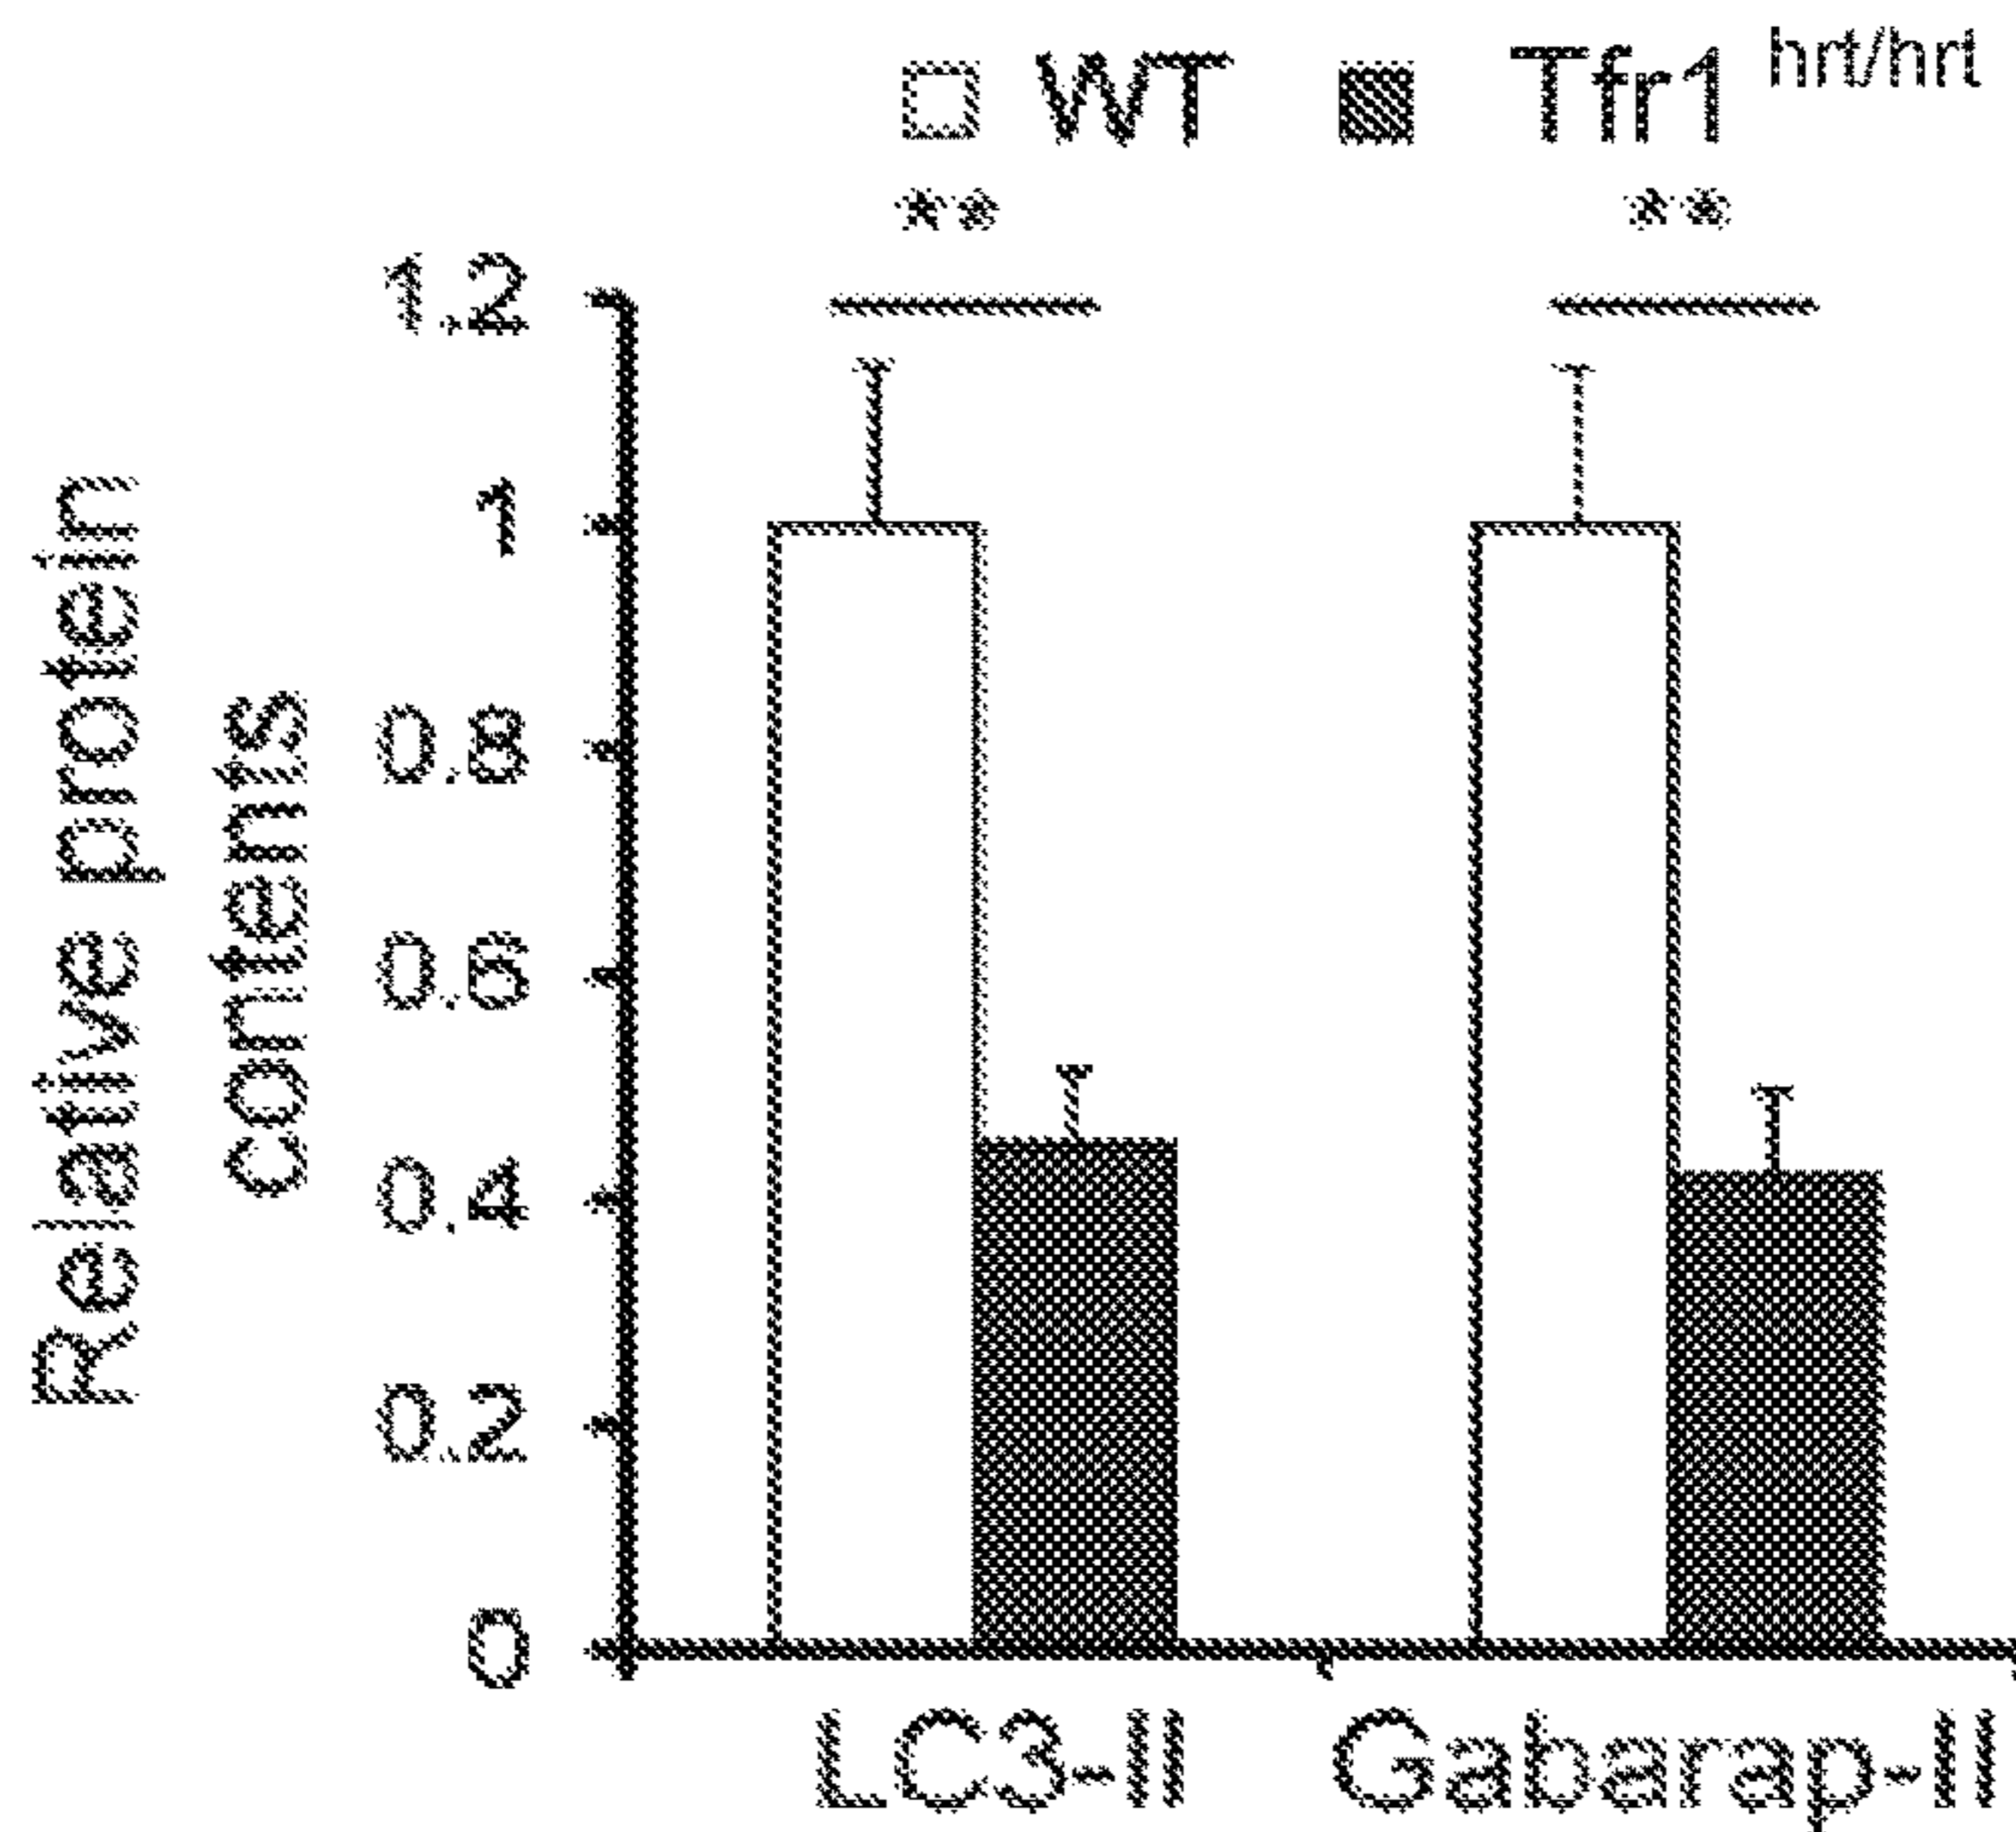 WT Tfr1 hrt/hrt
** **
1.2
1
0.8
0.6
0.4
0.2
0
Relative protein
contents
LC3-II Gabarap-II